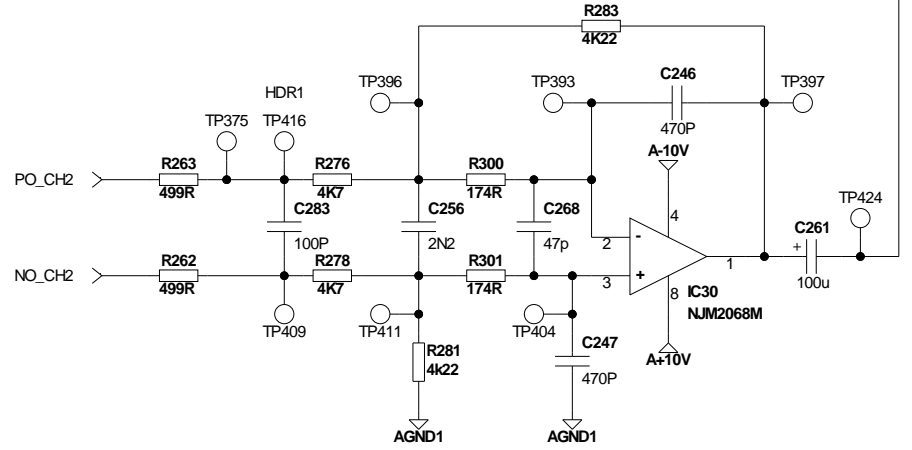 R283
4K22
TP396
TP393
C246
TP397
470P
HDR1
TP375
TP416
A-10V
R263
R276
R300
PO_CH2
499R
4K7
174R
TP424
C283
C256
C268
4
C261
100P
2N2
47p
2
-
+
1
R262
R278
R301
NO_CH2
+
3
100u
499R
4K7
174R
8
IC30
NJM2068M
TP409
TP411
TP404
C247
R281
4k22
A+10V
470P
AGND1
AGND1